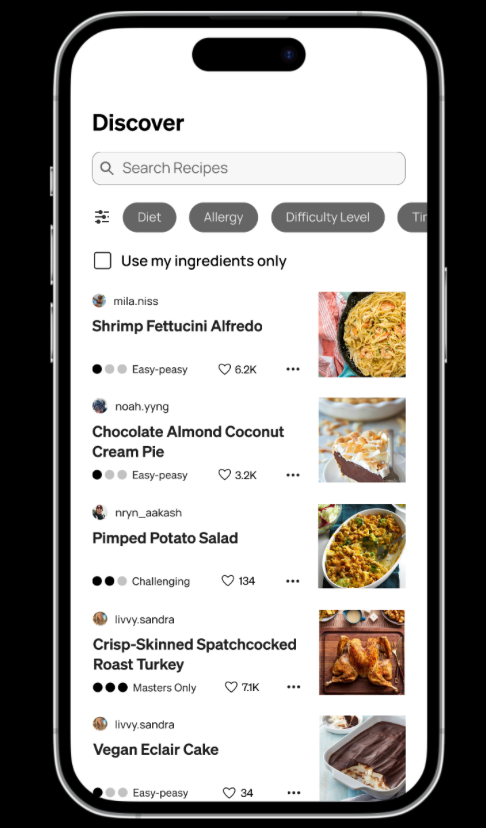 Discover
Search Recipes
Diet Allergy Difficulty Level
Use my ingredients only
mila.niss
Shrimp Fettucini Alfredo
Easy-peasy 6.2K
noah.yyng
Chocolate Almond Coconut
Cream Pie
Easy-peasy 3.2K
nryn_aakash
Pimped Potato Salad
Challenging 134
livvy.sandra
Crisp-Skinned Spatchcocked
Roast Turkey
Masters Only 7.1K
livvy.sandra
Vegan Eclair Cake
Easy-peasy 34